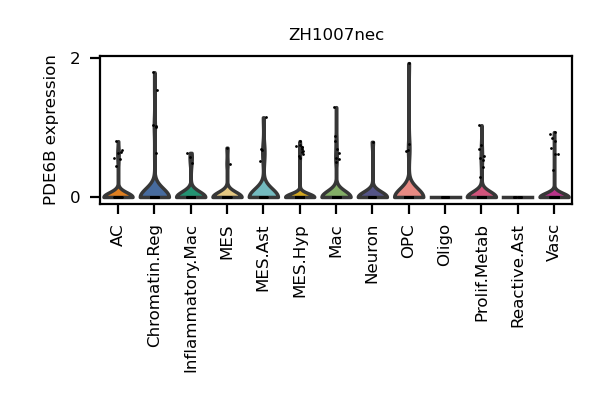 ZH1007nec
PDE6B expression
2
0
AC
Chromatin.Reg
Inflammatory.Mac
MES
MES.Ast
MES.Hyp
Mac
Neuron
OPC
Oligo
Prolif.Metab
Reactive.Ast
Vasc